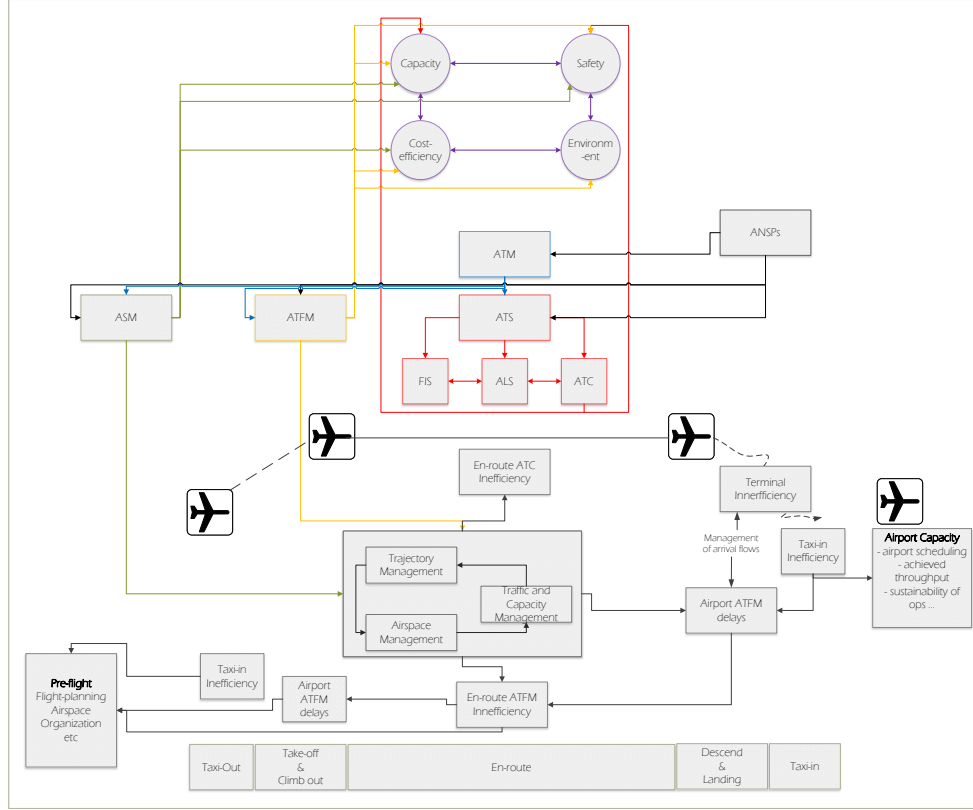 Capacity
Safety
Cost-
efficiency
Environm
-ent
ANSPs
ATM
ASM
ATFM
ATS
FIS
ALS
ATC
En-route ATC
Inefficiency
Terminal
Innerfficiency
Management
of arrival flows
Taxi-in
Inefficiency
Airport Capacity
- airport scheduling
- achieved
throughput
- sustainability of
ops ...
Trajectory
Management
Traffic and
Capacity
Management
Airspace
Management
Airport ATFM
delays
Pre-flight
Flight-planning
Airspace
Organization
etc
Taxi-in
Inefficiency
Airport
ATFM
delays
En-route ATFM
Innefficiency
Taxi-Out
Take-off
&
Climb out
En-route
Descend
&
Landing
Taxi-in